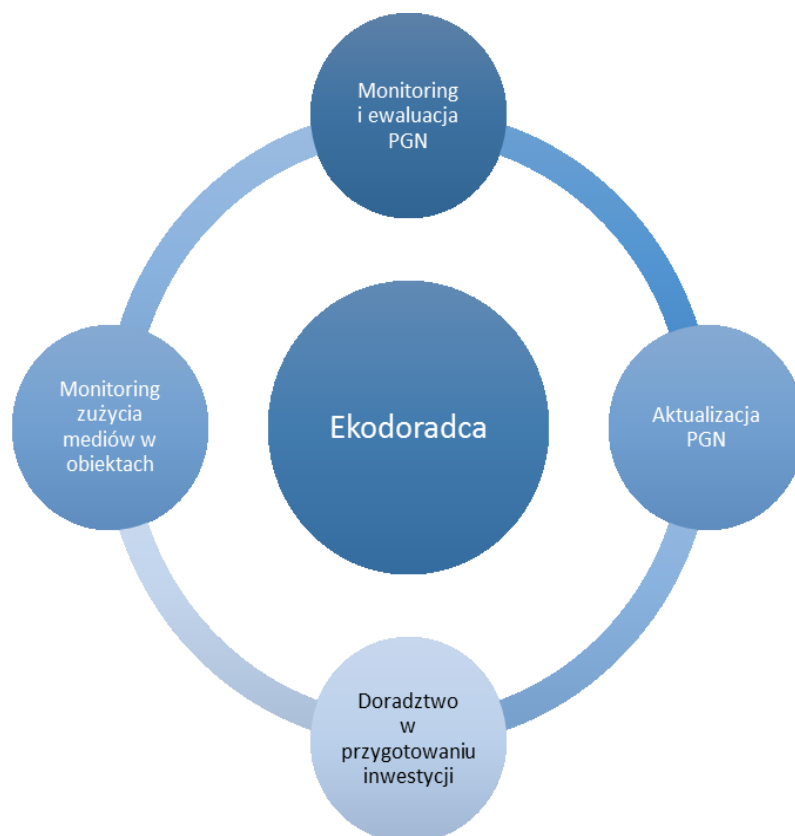 Monitoring
i ewaluacja
PGN
Monitoring
zużycia
mediów w
obiektach
Ekodoradca
Aktualizacja
PGN
Doradztwo
w
przygotowaniu
inwestycji